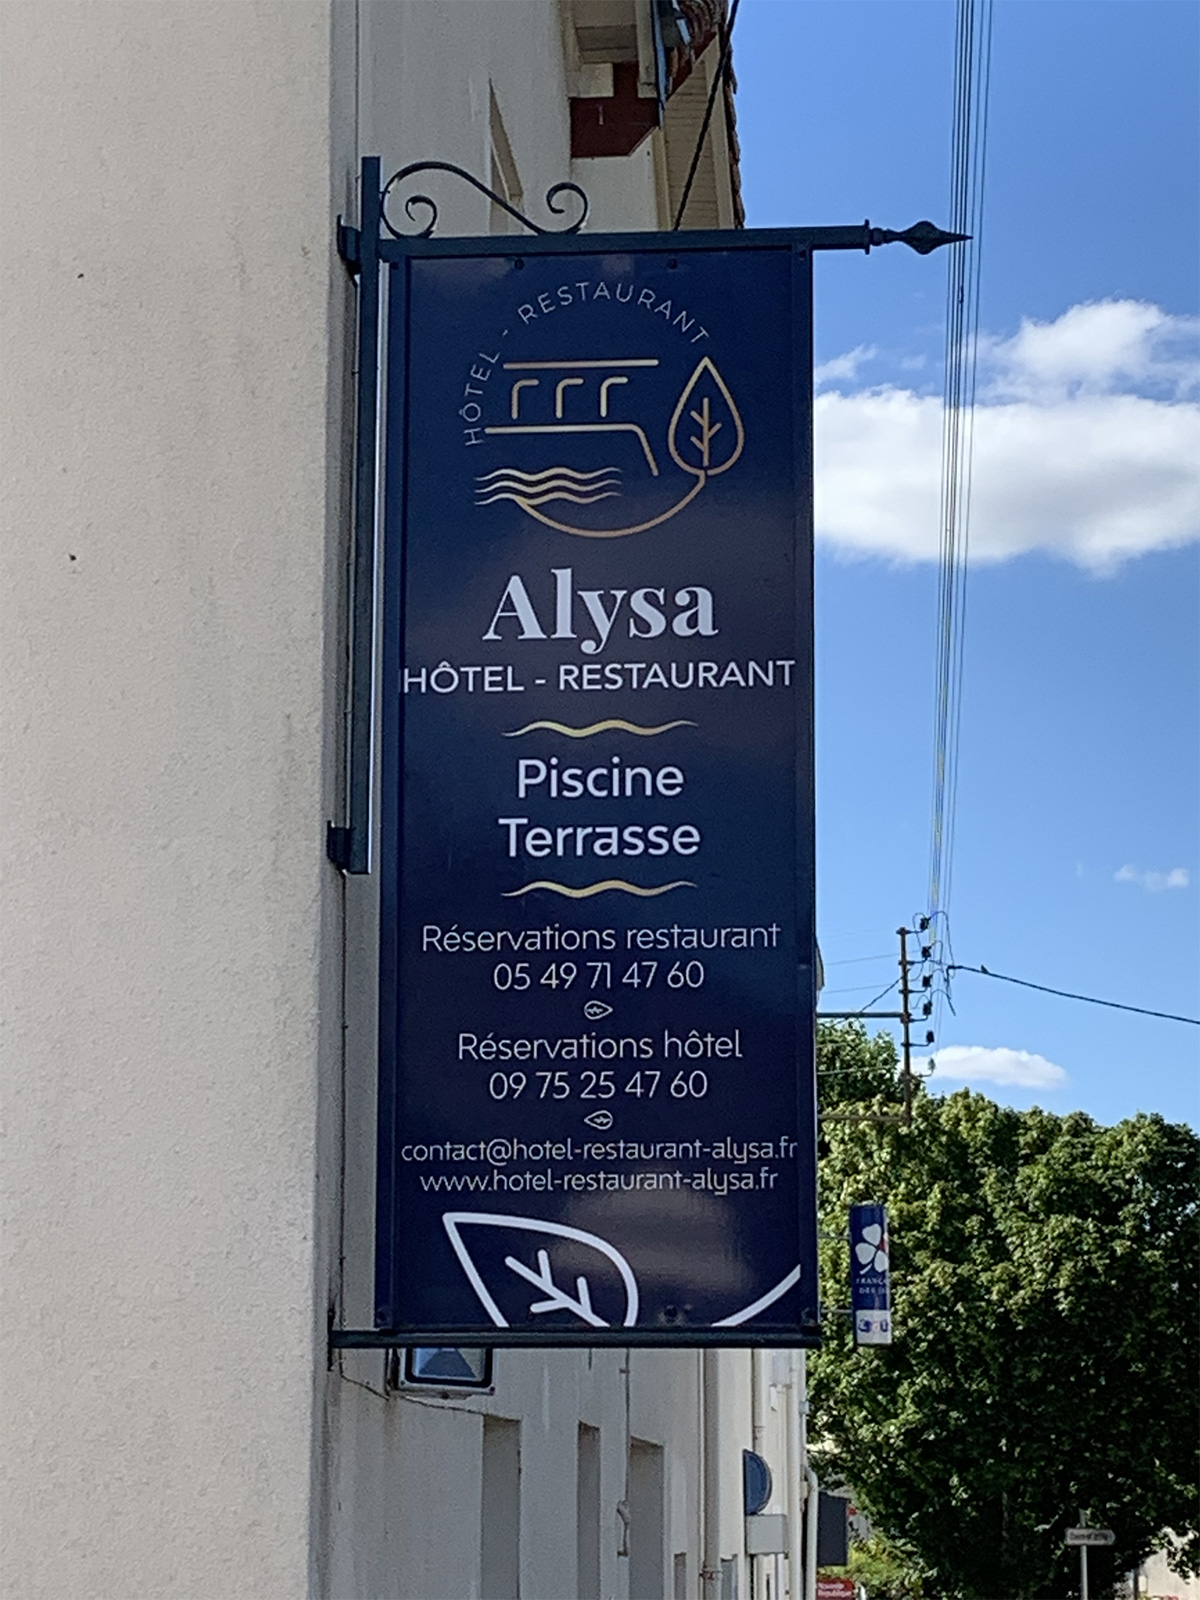 HÔTEL - RESTAURANT
Alysa
HÔTEL - RESTAURANT
Piscine
Terrasse
Réservations restaurant
05 49 71 47 60
Réservations hôtel
09 75 25 47 60
contact@hotel-restaurant-alysa.fr
www.hotel-restaurant-alysa.fr